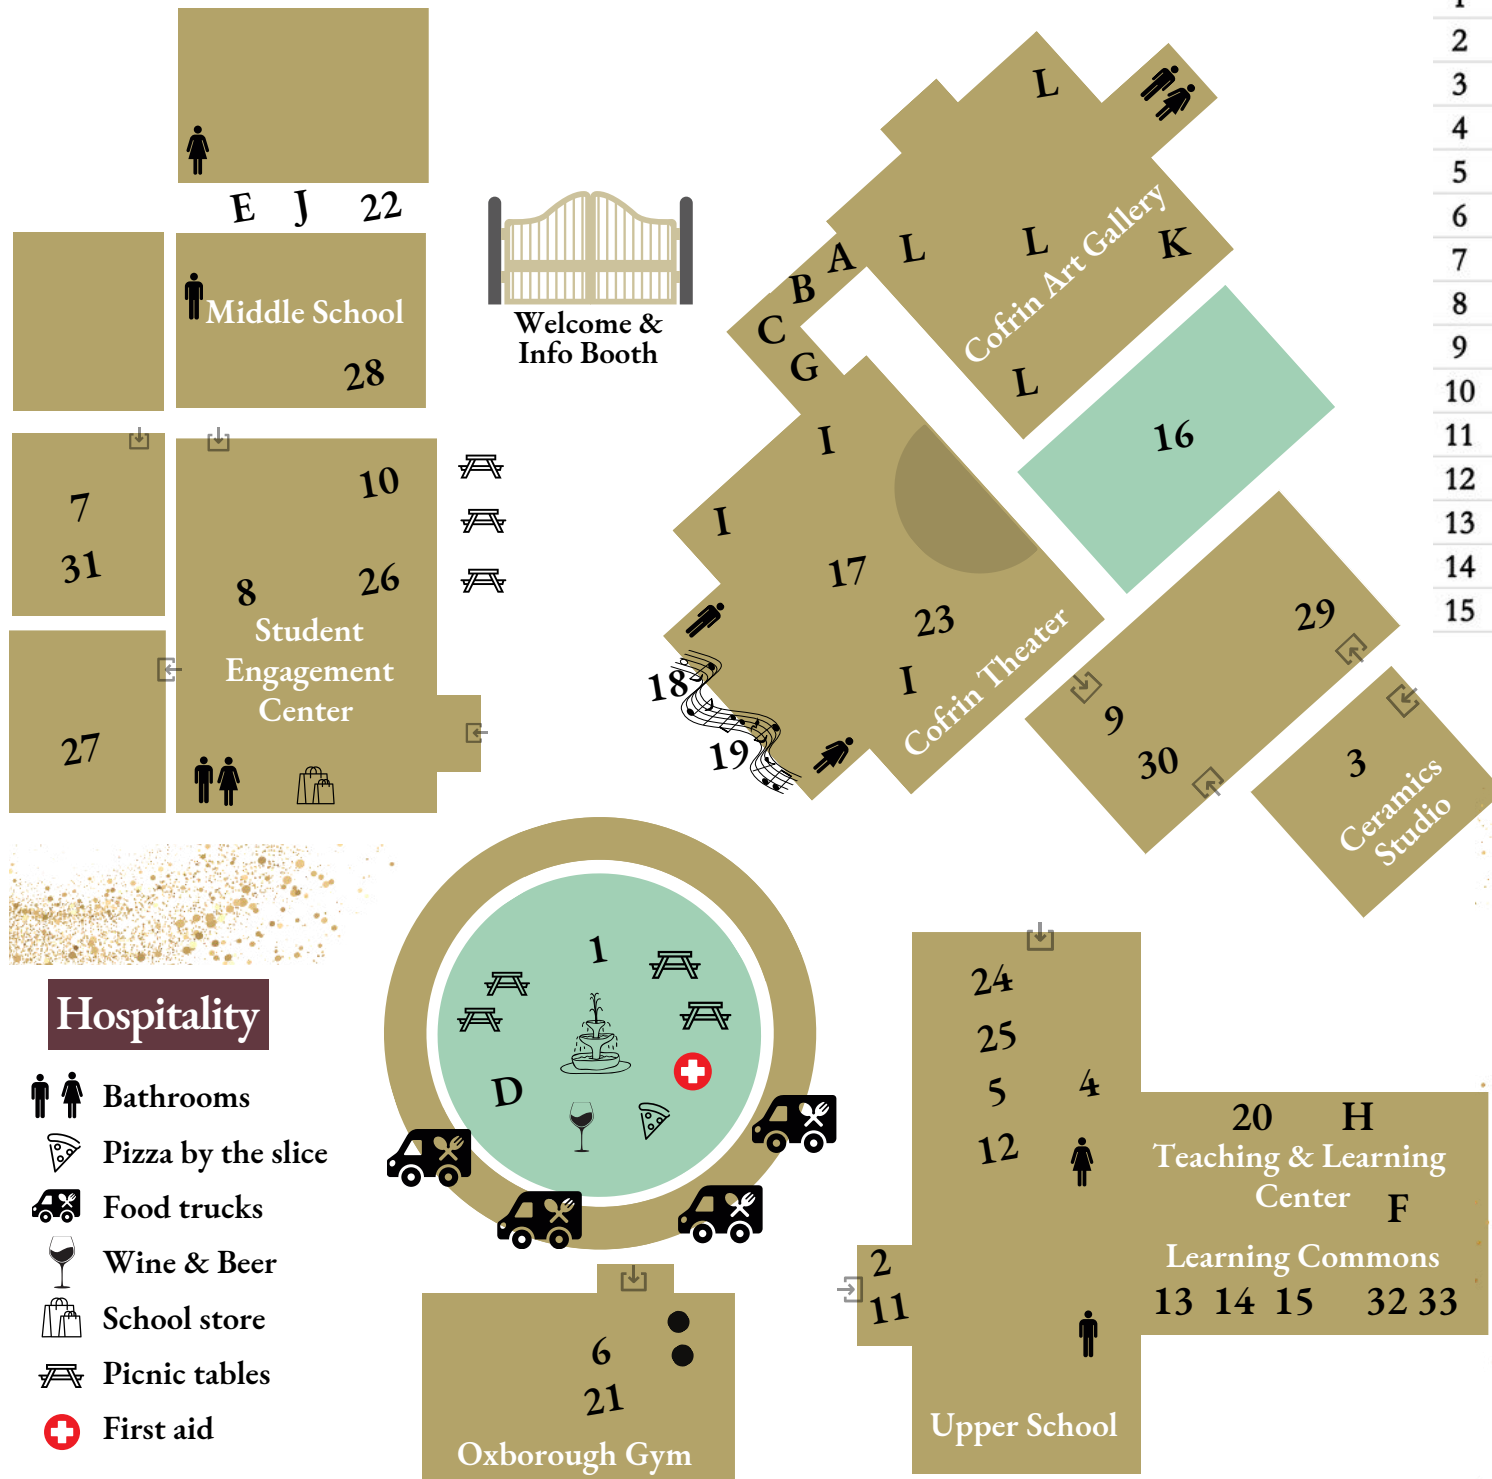 E J 22
Middle School
28
Welcome &
Info Booth
L
L
L
K
A
B
C
G
Cofrin Art Gallery
L
16
7
31
10
8
26
Student
Engagement
Center
27
I
I
17
23
I
Cofrin Theater
18
19
29
9
30
3
Ceramics
Studio
2
3
4
5
6
7
8
9
10
11
12
13
14
15
1
D
24
25
5
4
12
20 H
Teaching & Learning
Center
F
Learning Commons
13 14 15 32 33
2
11
Upper School
6
21
Oxborough Gym
Hospitality
Bathrooms
Pizza by the slice
Food trucks
Wine & Beer
School store
Picnic tables
First aid